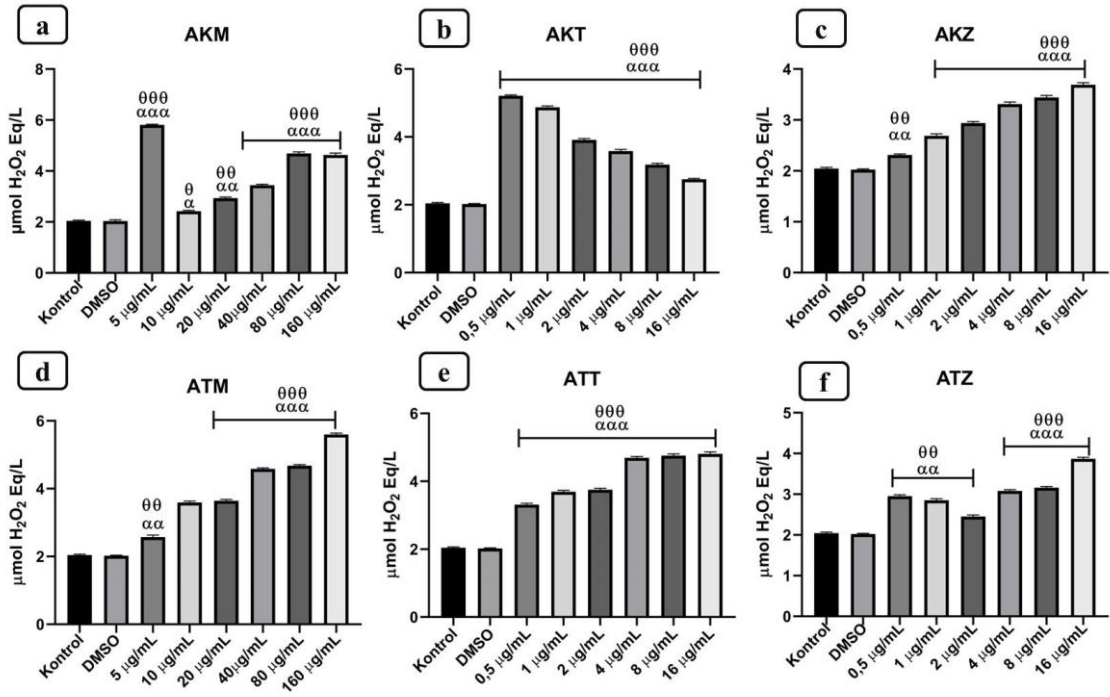 a
AKM
μmol H₂O₂ Eq/L
8
6
4
2
0
θθθ
ααα
θ
α
θθ
αα
θθθ
ααα
Kontrol
DMSO
5 μg/mL
10 μg/mL
20 μg/mL
40μg/mL
80 μg/mL
160 μg/mL
b
AKT
μmol H₂O₂ Eq/L
6
4
2
0
θθθ
ααα
Kontrol
DMSO
0,5 μg/mL
1 μg/mL
2 μg/mL
4 μg/mL
8 μg/mL
16 μg/mL
c
AKZ
μmol H₂O₂ Eq/L
4
3
2
1
0
θθ
αα
θθθ
ααα
Kontrol
DMSO
0,5 μg/mL
1 μg/mL
2 μg/mL
4 μg/mL
8 μg/mL
16 μg/mL
d
ATM
μmol H₂O₂ Eq/L
6
4
2
0
θθ
αα
θθθ
ααα
Kontrol
DMSO
5 μg/mL
10 μg/mL
20 μg/mL
40μg/mL
80 μg/mL
160 μg/mL
e
ATT
μmol H₂O₂ Eq/L
6
4
2
0
θθθ
ααα
Kontrol
DMSO
0,5 μg/mL
1 μg/mL
2 μg/mL
4 μg/mL
8 μg/mL
16 μg/mL
f
ATZ
μmol H₂O₂ Eq/L
5
4
3
2
1
0
θθ
αα
θθθ
ααα
Kontrol
DMSO
0,5 μg/mL
1 μg/mL
2 μg/mL
4 μg/mL
8 μg/mL
16 μg/mL